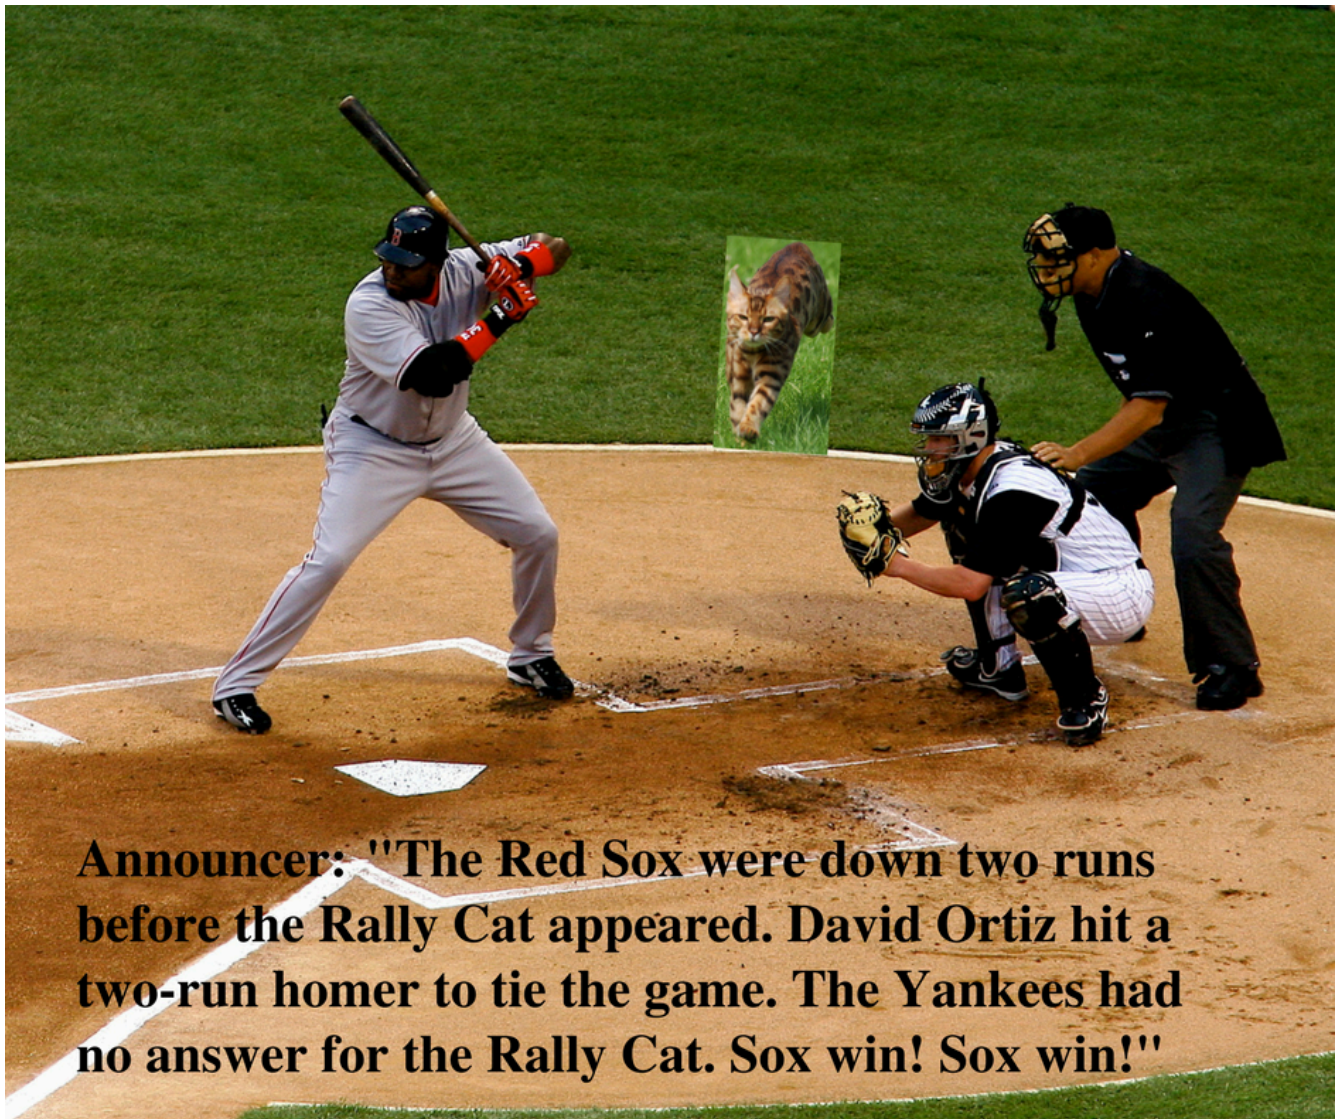 B
Announcer: "The Red Sox were down two runs
before the Rally Cat appeared. David Ortiz hit a
two-run homer to tie the game. The Yankees had
no answer for the Rally Cat. Sox win! Sox win!"